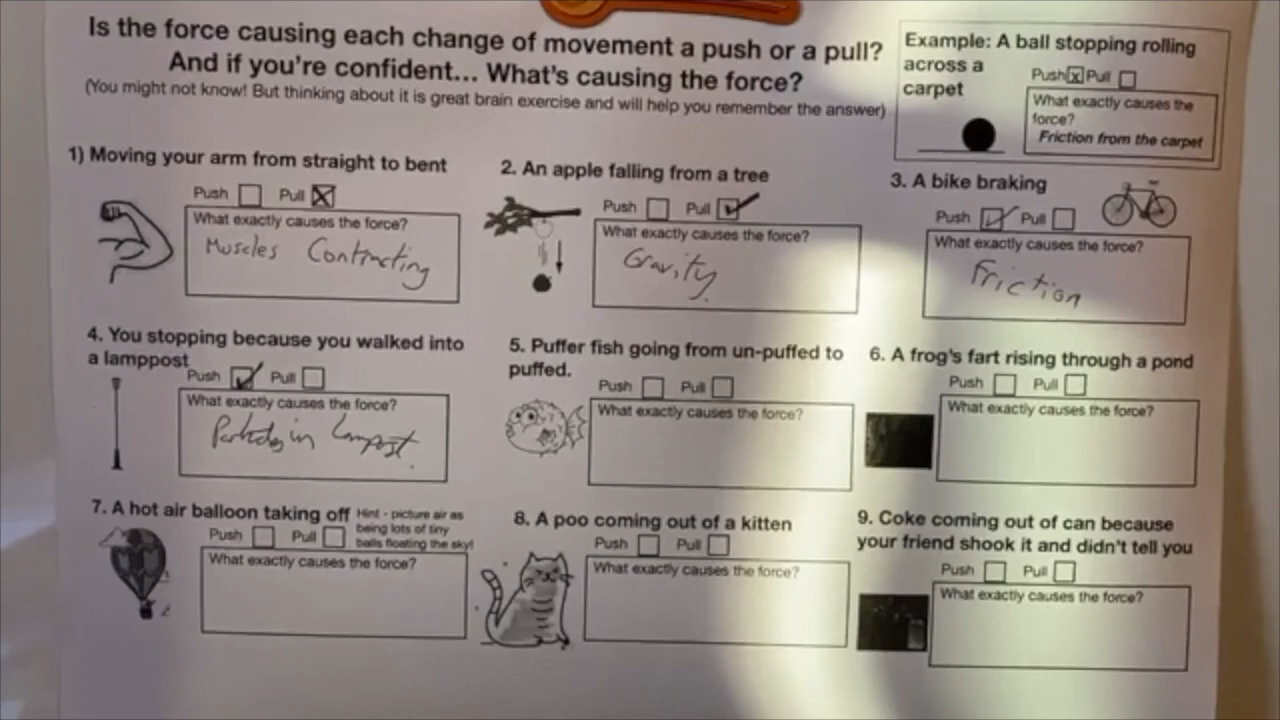 Is the force causing each change of movement a push or a pull?
And if you're confident... What's causing the force?
(You might not know! But thinking about it is great brain exercise and will help you remember the answer)
Example: A ball stopping rolling
across a
carpet
Push x Pull
What exactly causes the
force?
Friction from the carpet
1) Moving your arm from straight to bent
Push Pull
What exactly causes the force?
Muscles Contracting
2. An apple falling from a tree
Push Pull
What exactly causes the force?
Gravity.
3. A bike braking
Push Pull
What exactly causes the force?
Friction
4. You stopping because you walked into
a lamppost
Push Pull
What exactly causes the force?
Particles in lampost.
5. Puffer fish going from un-puffed to
puffed.
Push Pull
What exactly causes the force?
6. A frog's fart rising through a pond
Push Pull
What exactly causes the force?
7. A hot air balloon taking off
Hint - picture air as
being lots of tiny
balls floating the sky!
Push Pull
What exactly causes the force?
8. A poo coming out of a kitten
Push Pull
What exactly causes the force?
9. Coke coming out of can because
your friend shook it and didn't tell you
Push Pull
What exactly causes the force?